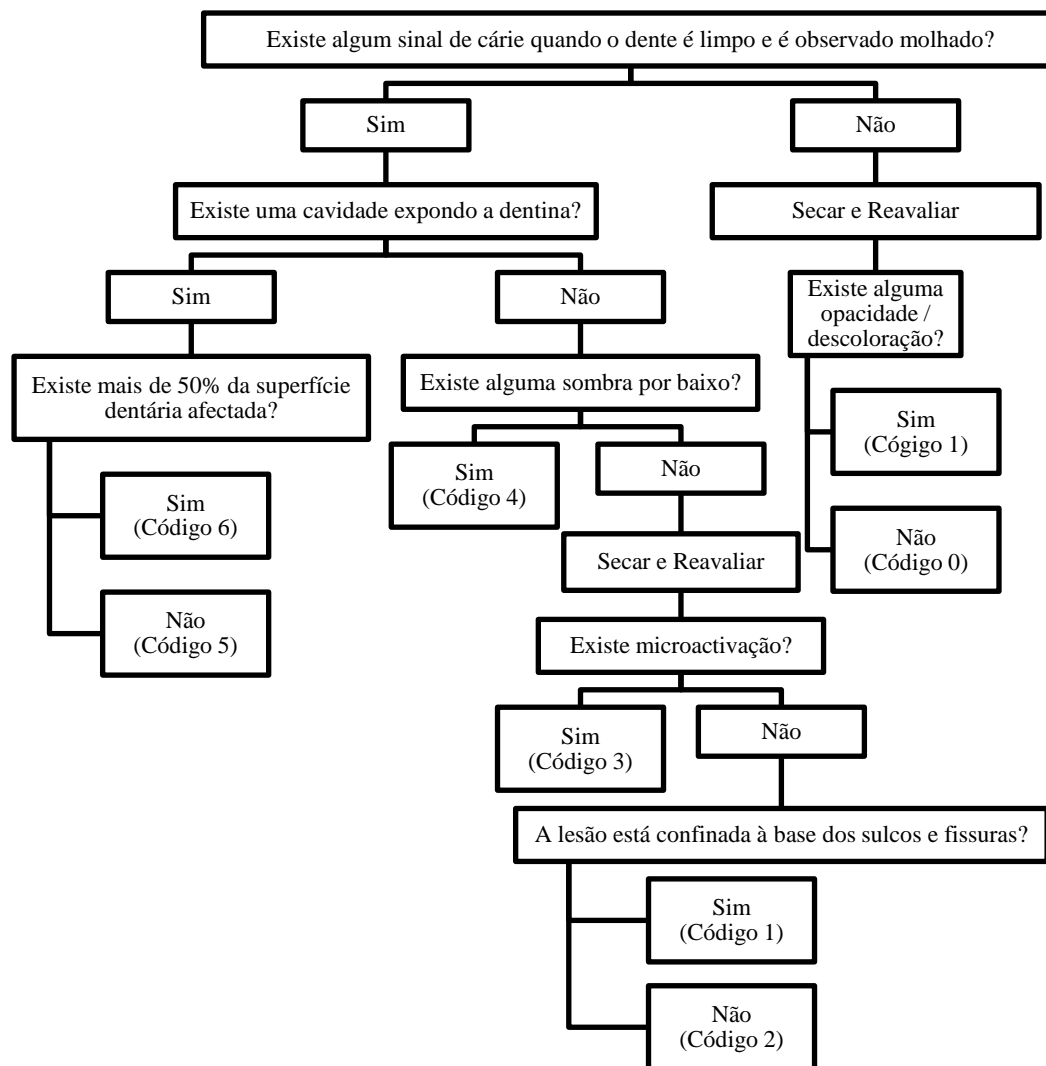 Existe algum sinal de cárie quando o dente é limpo e é observado molhado?
Sim
Não
Existe uma cavidade expondo a dentina?
Secar e Reavaliar
Sim
Não
Existe alguma
opacidade /
descoloração?
Existe mais de 50% da superfície
dentária afectada?
Existe alguma sombra por baixo?
Sim
(Cógigo 1)
Sim
(Código 4)
Não
Sim
(Código 6)
Não
(Código 0)
Secar e Reavaliar
Não
(Código 5)
Existe microactivação?
Sim
(Código 3)
Não
A lesão está confinada à base dos sulcos e fissuras?
Sim
(Código 1)
Não
(Código 2)